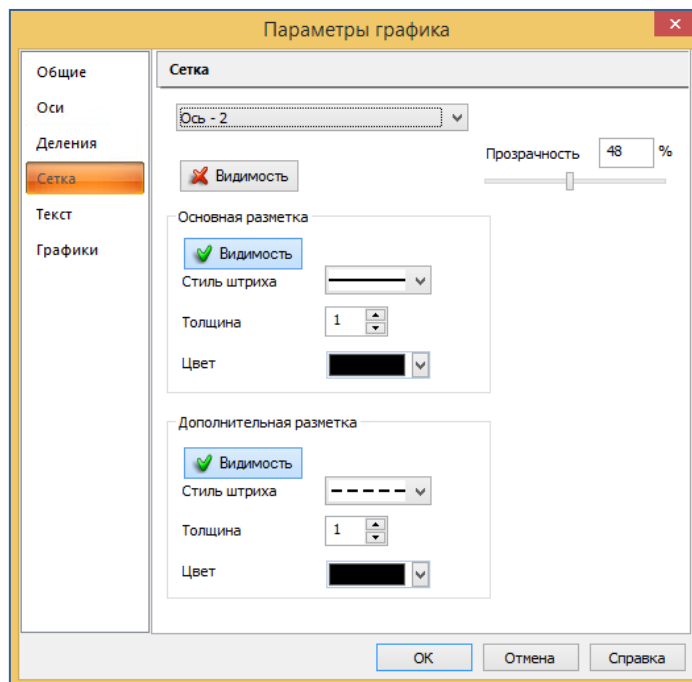 Параметры графика
Общие
Оси
Деления
Сетка
Текст
Графики
Сетка
Ось - 2
Прозрачность 48 %
Видимость
Основная разметка
Видимость
Стиль штриха
Толщина 1
Цвет
Дополнительная разметка
Видимость
Стиль штриха
Толщина 1
Цвет
ОК Отмена Справка